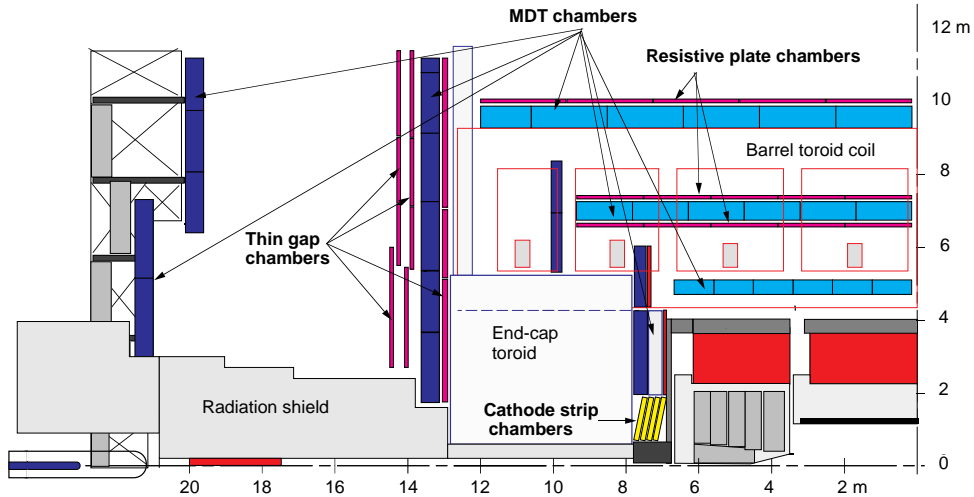 MDT chambers
12 m
Resistive plate chambers
10
Barrel toroid coil
8
Thin gap
chambers
6
4
End-cap
toroid
2
Radiation shield
Cathode strip
chambers
0
20 18 16 14 12 10 8 6 4 2 m